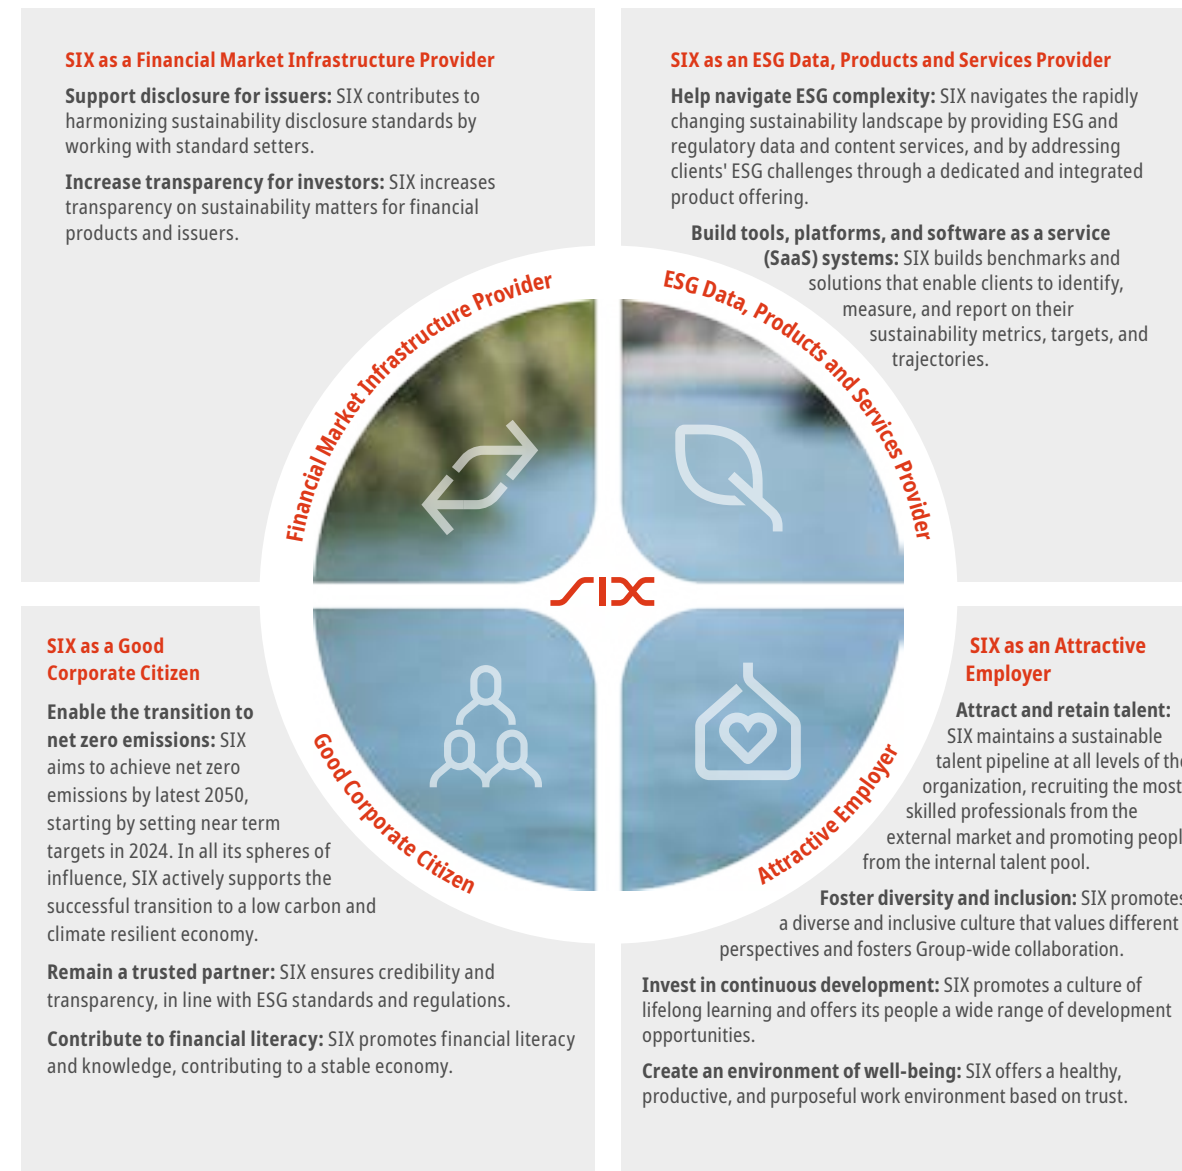 SIX as a Financial Market Infrastructure Provider
Support disclosure for issuers: SIX contributes to
harmonizing sustainability disclosure standards by
working with standard setters.
Increase transparency for investors: SIX increases
transparency on sustainability matters for financial
products and issuers.
SIX as an ESG Data, Products and Services Provider
Help navigate ESG complexity: SIX navigates the rapidly
changing sustainability landscape by providing ESG and
regulatory data and content services, and by addressing
clients' ESG challenges through a dedicated and integrated
product offering.
Build tools, platforms, and software as a service
(SaaS) systems: SIX builds benchmarks and
solutions that enable clients to identify,
measure, and report on their
sustainability metrics, targets, and
trajectories.
Financial Market Infrastructure Provider
ESG Data, Products and Services Provider
SIX
Good Corporate Citizen
Attractive Employer
SIX as a Good
Corporate Citizen
Enable the transition to
net zero emissions: SIX
aims to achieve net zero
emissions by latest 2050,
starting by setting near term
targets in 2024. In all its spheres of
influence, SIX actively supports the
successful transition to a low carbon and
climate resilient economy.
Remain a trusted partner: SIX ensures credibility and
transparency, in line with ESG standards and regulations.
Contribute to financial literacy: SIX promotes financial literacy
and knowledge, contributing to a stable economy.
SIX as an Attractive
Employer
Attract and retain talent:
SIX maintains a sustainable
talent pipeline at all levels of the
organization, recruiting the most
skilled professionals from the
external market and promoting peopl
from the internal talent pool.
Foster diversity and inclusion: SIX promotes
a diverse and inclusive culture that values different
perspectives and fosters Group-wide collaboration.
Invest in continuous development: SIX promotes a culture of
lifelong learning and offers its people a wide range of development
opportunities.
Create an environment of well-being: SIX offers a healthy,
productive, and purposeful work environment based on trust.